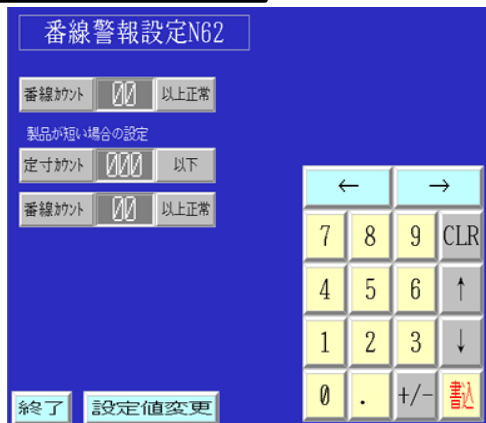 番線警報設定N62
番線ｶｳﾝﾄ 00 以上正常
製品が短い場合の設定
定寸ｶｳﾝﾄ 000 以下
番線ｶｳﾝﾄ 00 以上正常
← →
7 8 9 CLR
4 5 6 ↑
1 2 3 ↓
0 . +/- 書込
終了 設定値変更